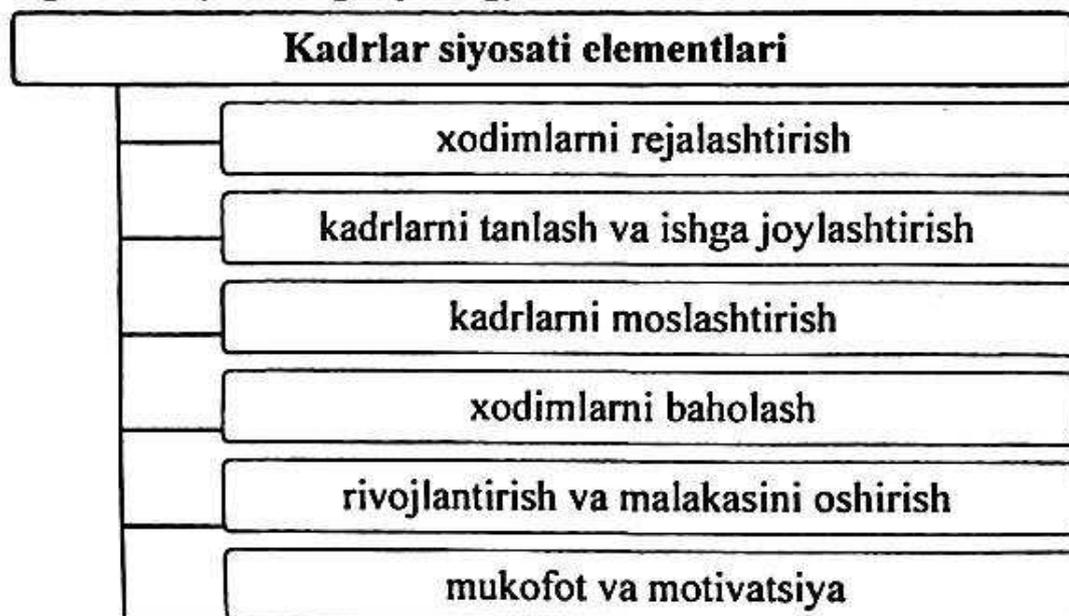 Kadrlar siyosati elementlari
xodimlarni rejalashtirish
kadrlarni tanlash va ishga joylashtirish
kadrlarni moslashtirish
xodimlarni baholash
rivojlantirish va malakasini oshirish
mukofot va motivatsiya